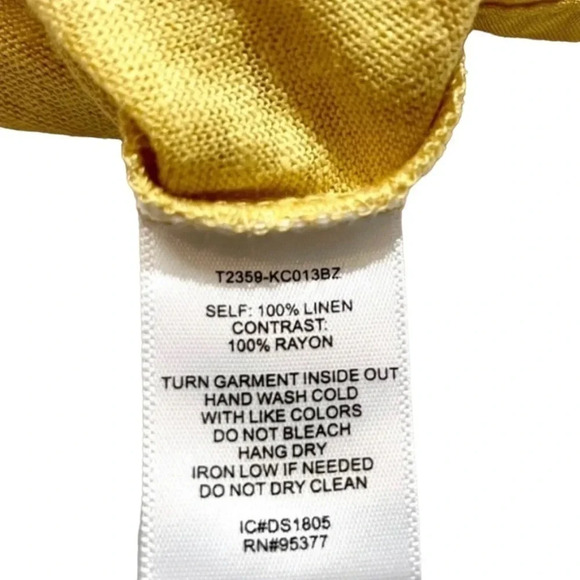 T2359-KC013BZ
SELF: 100% LINEN
CONTRAST:
100% RAYON
TURN GARMENT INSIDE OUT
HAND WASH COLD
WITH LIKE COLORS
DO NOT BLEACH
HANG DRY
IRON LOW IF NEEDED
DO NOT DRY CLEAN
IC#DS1805
RN#95377